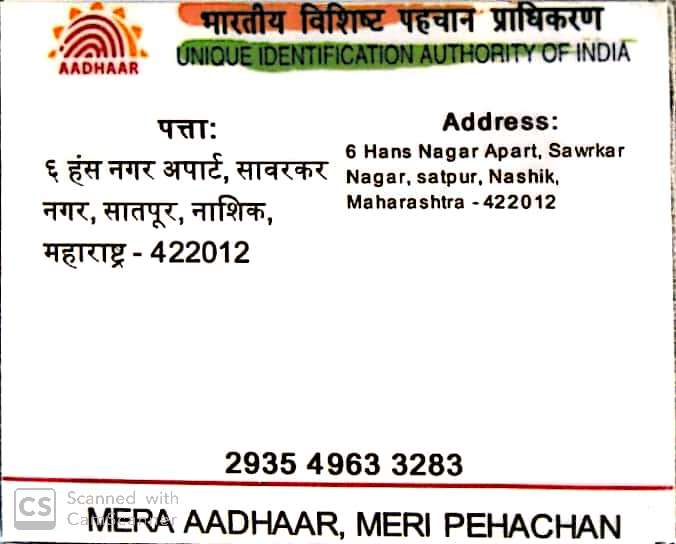 भारतीय विशिष्ट पहचान प्राधिकरण
UNIQUE IDENTIFICATION AUTHORITY OF INDIA
AADHAAR
पत्ता:
६ हंस नगर अपार्ट, सावरकर
नगर, सातपूर, नाशिक,
महाराष्ट्र - 422012
Address:
6 Hans Nagar Apart, Sawrkar
Nagar, satpur, Nashik,
Maharashtra - 422012
2935 4963 3283
MERA AADHAAR, MERI PEHACHAN
CS
Scanned with
CamScanner